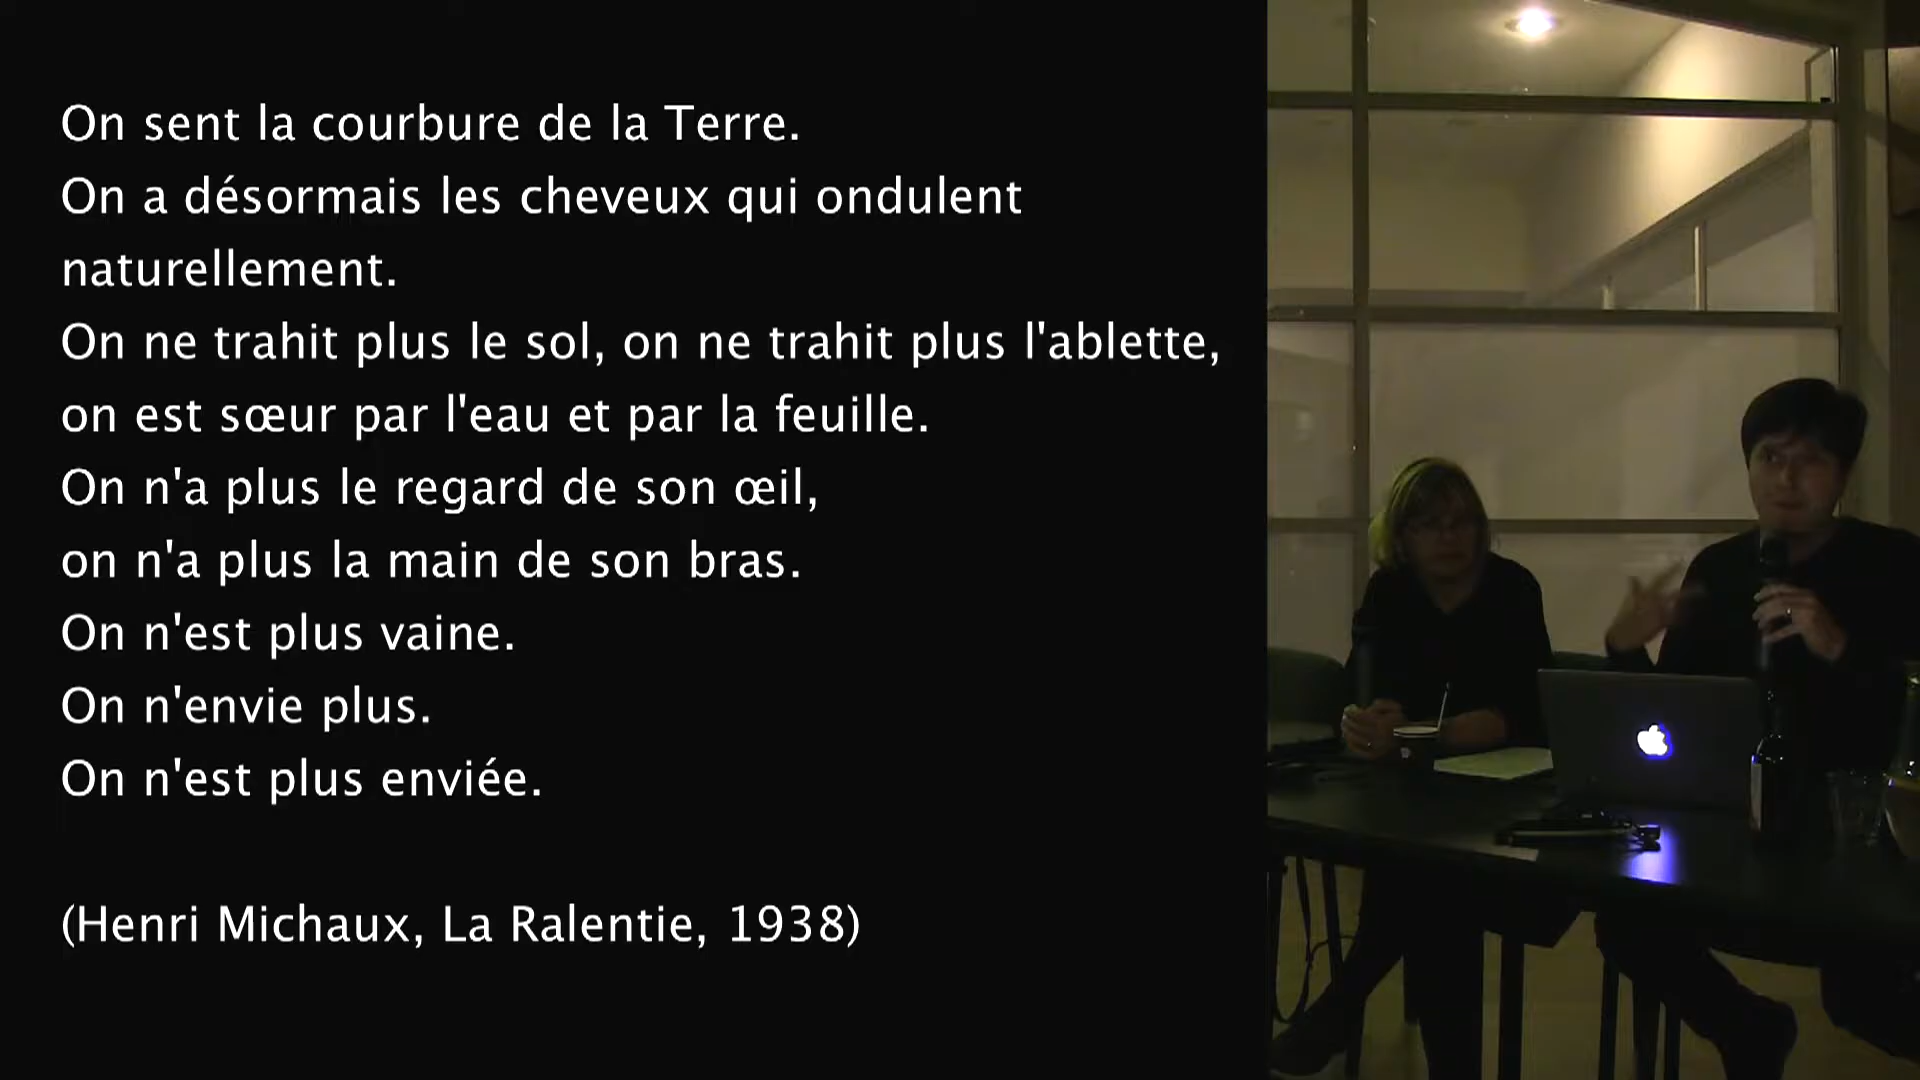 On sent la courbure de la Terre.
On a désormais les cheveux qui ondulent
naturellement.
On ne trahit plus le sol, on ne trahit plus l'ablette,
on est sœur par l'eau et par la feuille.
On n'a plus le regard de son œil,
on n'a plus la main de son bras.
On n'est plus vaine.
On n'envie plus.
On n'est plus enviée.
(Henri Michaux, La Ralentie, 1938)